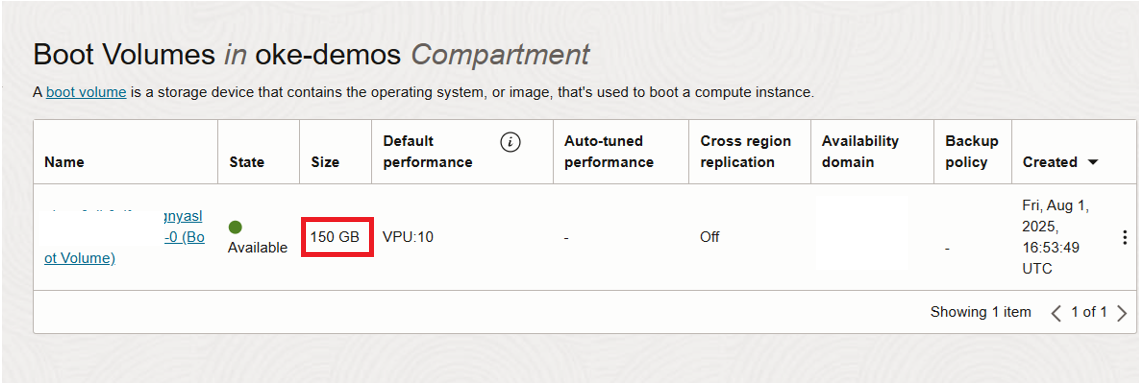 Boot Volumes in oke-demos Compartment
A boot volume is a storage device that contains the operating system, or image, that's used to boot a compute instance.
Name
State
Size
Default
performance
Auto-tuned
performance
Cross region
replication
Availability
domain
Backup
policy
Created
gnyasl
-0 (Bo
ot Volume)
Available
150 GB
VPU:10
-
Off
-
Fri, Aug 1,
2025,
16:53:49
UTC
Showing 1 item
1 of 1